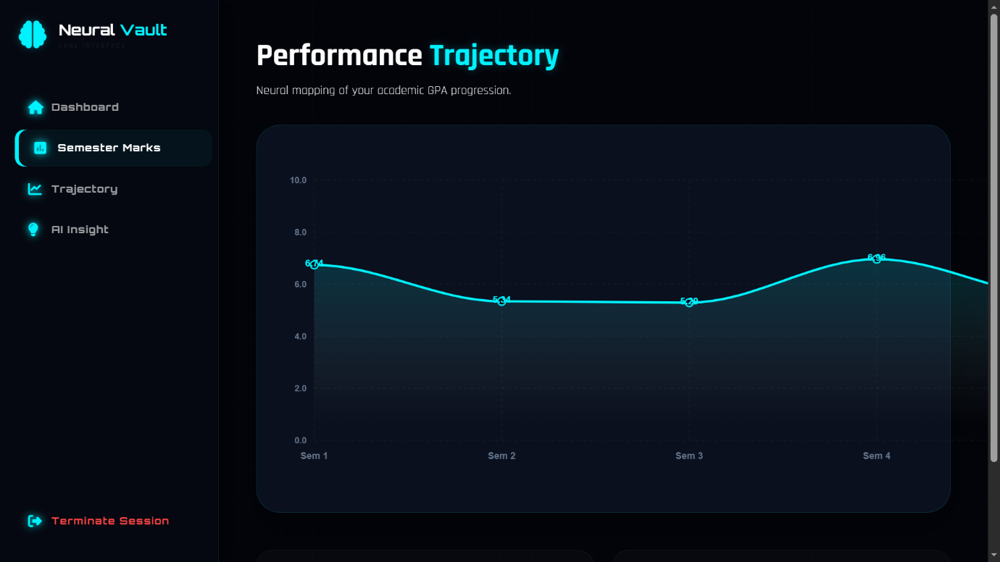 Neural Vault
CORE INTERFACE
Dashboard
Semester Marks
Trajectory
AI Insight
Terminate Session
Performance Trajectory
Neural mapping of your academic GPA progression.
10.0
8.0
6.0
4.0
2.0
0.0
6.74
5.34
5.29
6.96
Sem 1
Sem 2
Sem 3
Sem 4